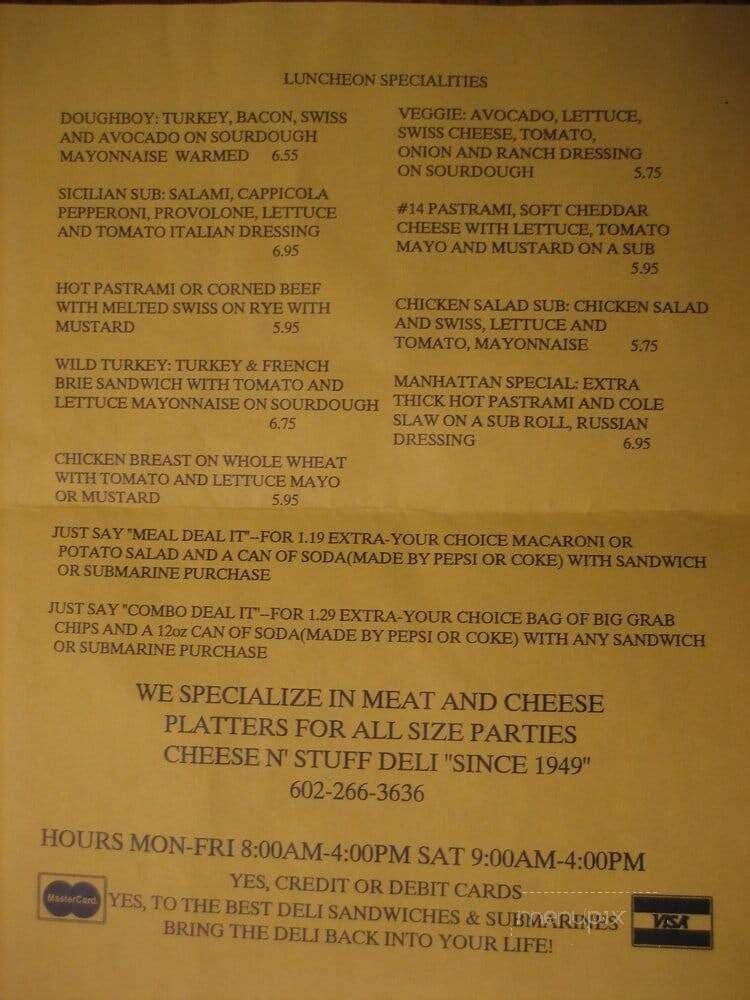 LUNCHEON SPECIALITIES
DOUGHBOY: TURKEY, BACON, SWISS
AND AVOCADO ON SOURDOUGH
MAYONNAISE WARMED 6.55
SICILIAN SUB: SALAMI, CAPPICOLA
PEPPERONI, PROVOLONE, LETTUCE
AND TOMATO ITALIAN DRESSING
6.95
HOT PASTRAMI OR CORNED BEEF
WITH MELTED SWISS ON RYE WITH
MUSTARD 5.95
WILD TURKEY: TURKEY & FRENCH
BRIE SANDWICH WITH TOMATO AND
LETTUCE MAYONNAISE ON SOURDOUGH
6.75
CHICKEN BREAST ON WHOLE WHEAT
WITH TOMATO AND LETTUCE MAYO
OR MUSTARD 5.95
VEGGIE: AVOCADO, LETTUCE,
SWISS CHEESE, TOMATO,
ONION AND RANCH DRESSING
ON SOURDOUGH 5.75
#14 PASTRAMI, SOFT CHEDDAR
CHEESE WITH LETTUCE, TOMATO
MAYO AND MUSTARD ON A SUB
5.95
CHICKEN SALAD SUB: CHICKEN SALAD
AND SWISS, LETTUCE AND
TOMATO, MAYONNAISE 5.75
MANHATTAN SPECIAL: EXTRA
THICK HOT PASTRAMI AND COLE
SLAW ON A SUB ROLL, RUSSIAN
DRESSING 6.95
JUST SAY "MEAL DEAL IT"--FOR 1.19 EXTRA-YOUR CHOICE MACARONI OR
POTATO SALAD AND A CAN OF SODA(MADE BY PEPSI OR COKE) WITH SANDWICH
OR SUBMARINE PURCHASE
JUST SAY "COMBO DEAL IT"--FOR 1.29 EXTRA-YOUR CHOICE BAG OF BIG GRAB
CHIPS AND A 12oz CAN OF SODA(MADE BY PEPSI OR COKE) WITH ANY SANDWICH
OR SUBMARINE PURCHASE
WE SPECIALIZE IN MEAT AND CHEESE
PLATTERS FOR ALL SIZE PARTIES
CHEESE N' STUFF DELI "SINCE 1949"
602-266-3636
HOURS MON-FRI 8:00AM-4:00PM SAT 9:00AM-4:00PM
YES, CREDIT OR DEBIT CARDS
MasterCard.
YES, TO THE BEST DELI SANDWICHES & SUBMARINES
VISA
BRING THE DELI BACK INTO YOUR LIFE!
menupix